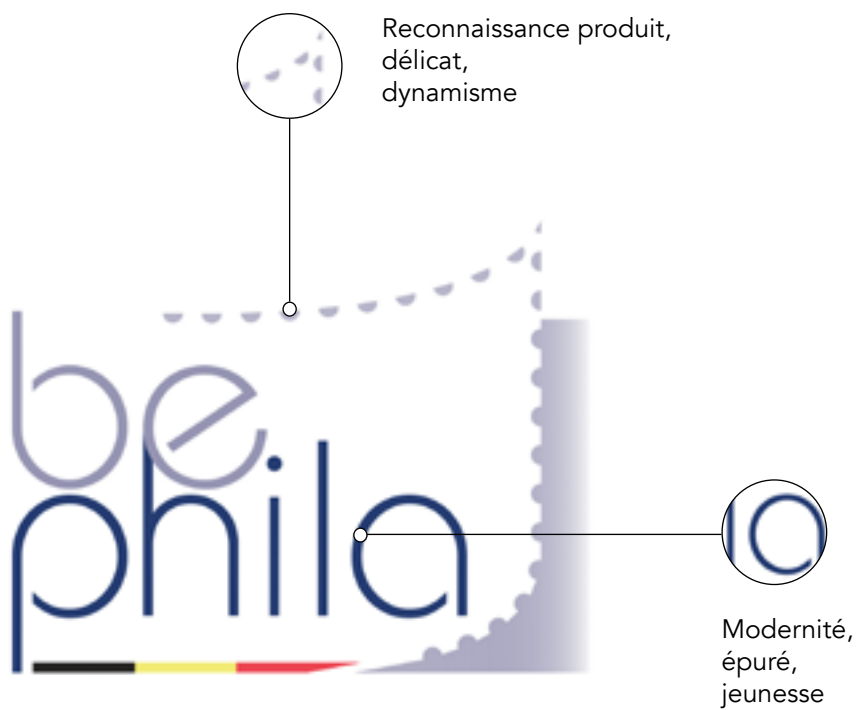 Reconnaissance produit,
délicat,
dynamisme
be
phila
la
Modernité,
épuré,
jeunesse